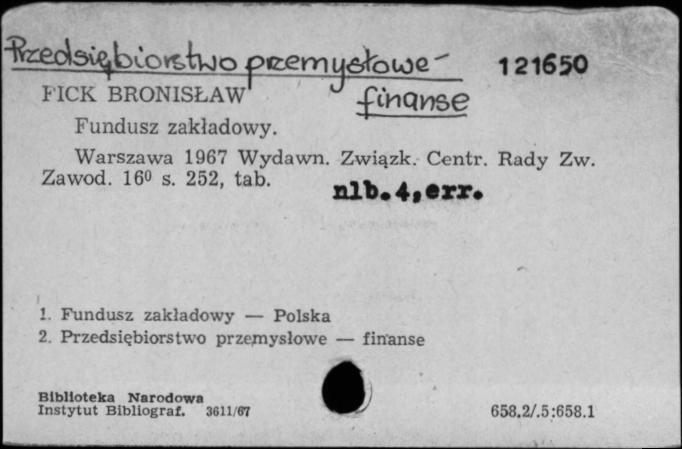 Przedsiębiorstwo przemysłowe - 121650
finanse
FICK BRONISŁAW
Fundusz zakładowy.
Warszawa 1967 Wydawn. Związk. Centr. Rady Zw.
Zawod. 16⁰ s. 252, tab. nlb.4,err.
1. Fundusz zakładowy — Polska
2. Przedsiębiorstwo przemysłowe — finanse
Biblioteka Narodowa
Instytut Bibliograf. 3611/67 658.2/.5:658.1